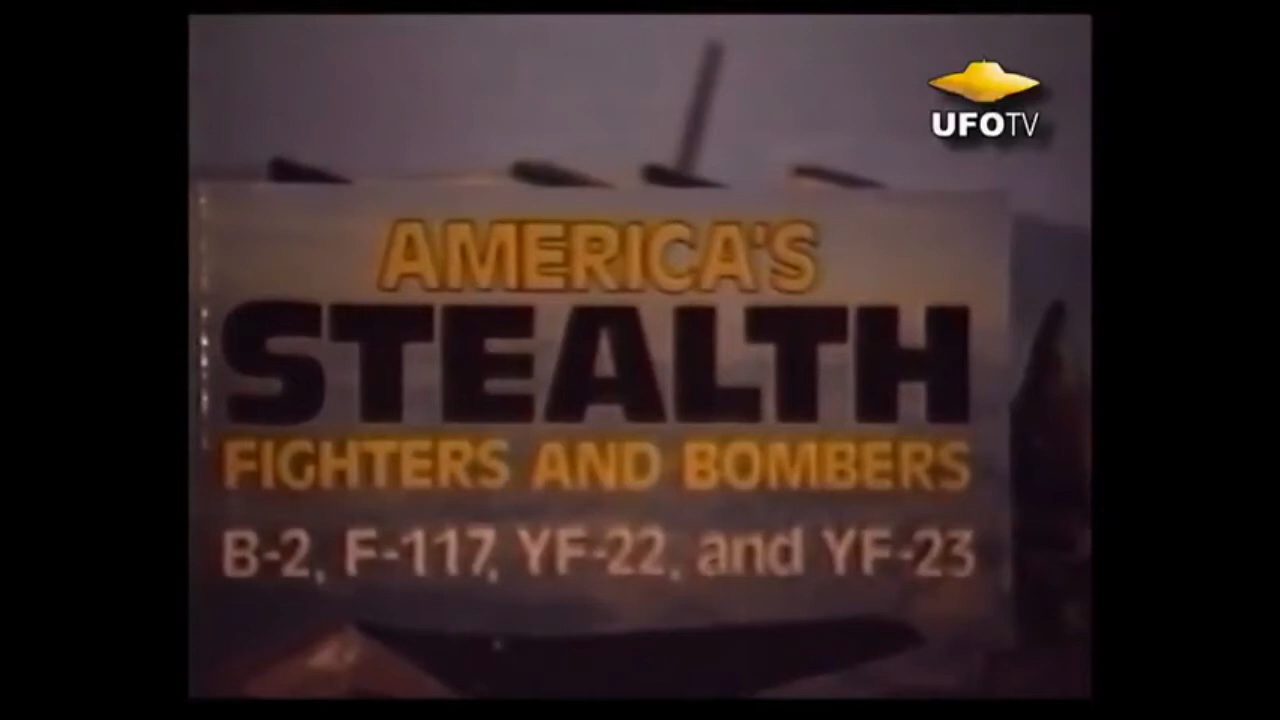 UFOTV
AMERICA'S
STEALTH
FIGHTERS AND BOMBERS
B-2, F-117, YF-22, and YF-23